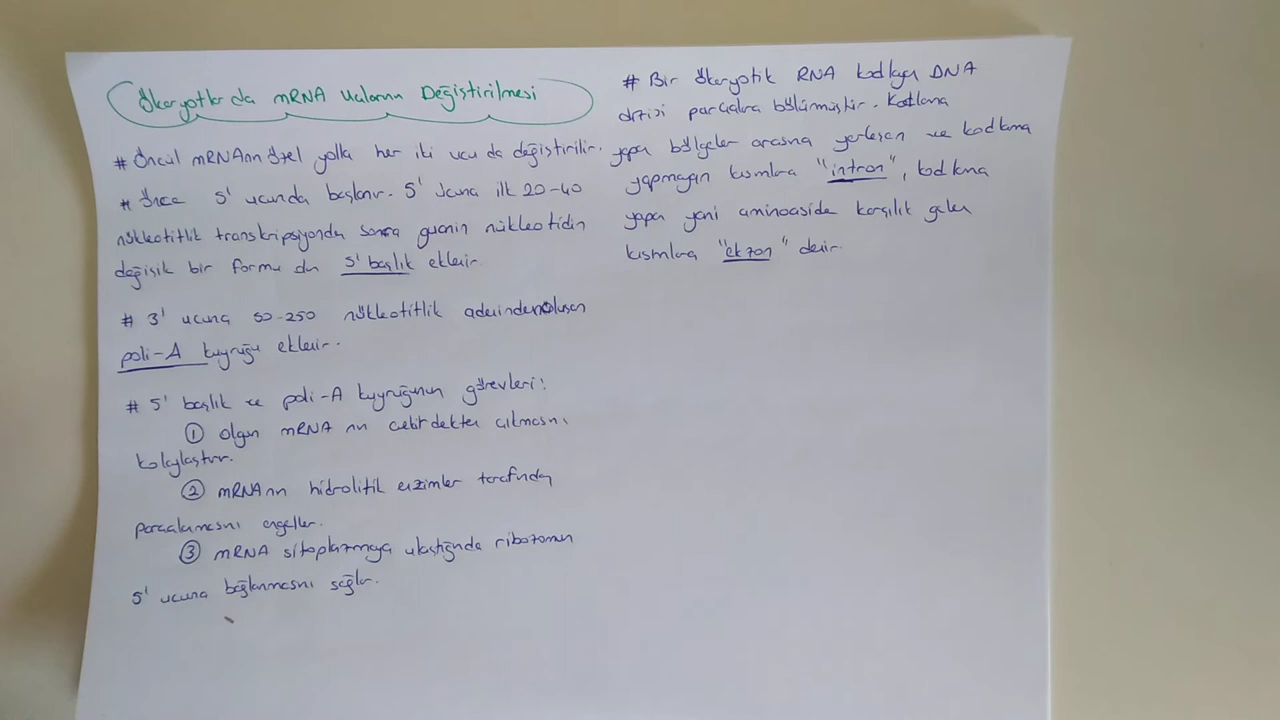 Ökaryotlarda mRNA Uçlarının Değiştirilmesi
# Öncül mRNAnın özel yolla her iki ucu da değiştirilir.
# Önce 5' ucunda başlanır. 5' Ucuna ilk 20-40
nükleotitlik transkripsiyondan sonra guanin nükleotidin
değişik bir formu olan 5' başlık eklenir.
# 3' ucuna 50-250 nükleotitlik adeninden oluşan
poli-A kuyruğu eklenir.
# 5' başlık ve poli-A kuyruğunun görevleri:
① Olgun mRNA nın çekirdekten çıkmasını
kolaylaştırır.
② mRNAnın hidrolitik enzimler tarafından
parçalanmasını engeller.
③ mRNA sitoplazmaya ulaştığında ribozomun
5' ucuna bağlanmasını sağlar.
# Bir ökaryotik RNA kodlayan DNA
dizisi parçalara bölünmüştür. Kodlama
yapan bölgeler arasına yerleşen ve kodlama
yapmayan kısımlara "intron", kodlama
yapan yani aminoaside karşılık gelen
kısımlara "ekzon" denir.